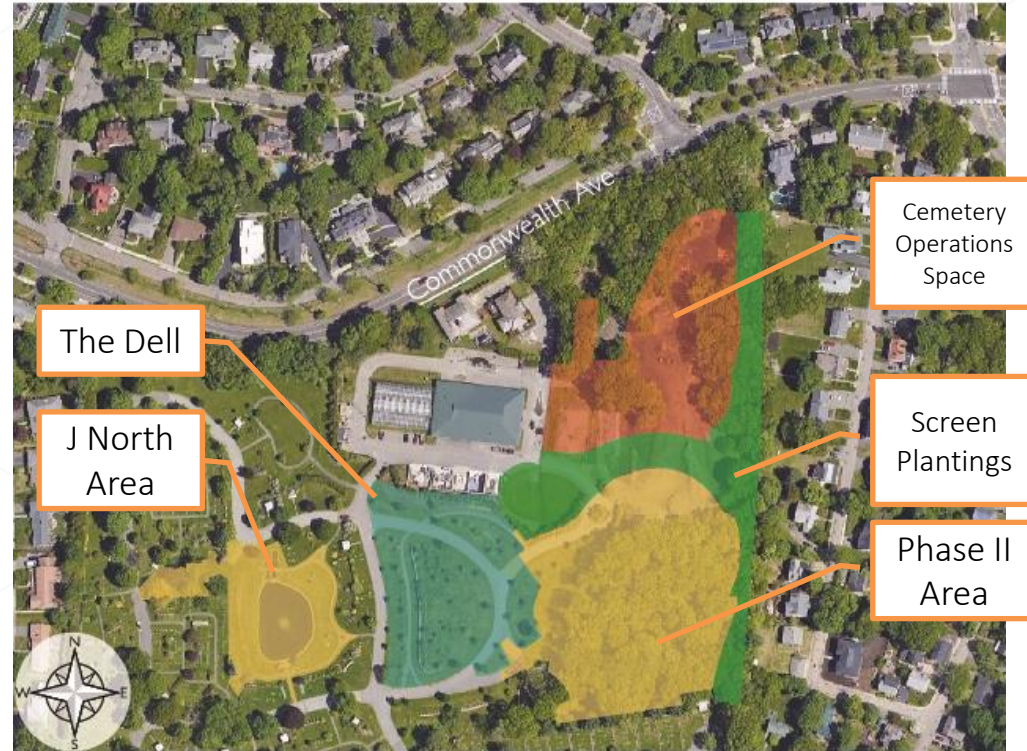 Commonwealth Ave
Cemetery
Operations
Space
The Dell
J North
Area
Screen
Plantings
Phase II
Area
N
W
E
S